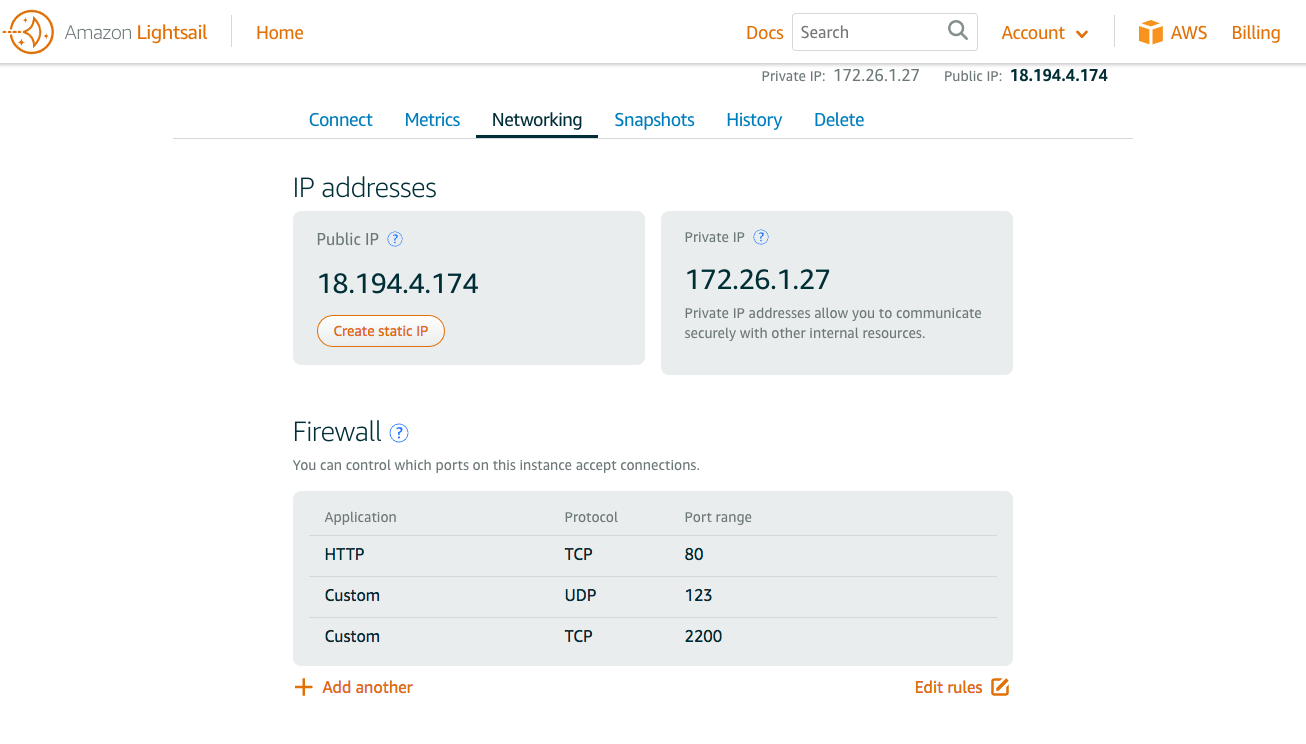 Amazon Lightsail Home Docs Search Account AWS Billing
Private IP: 172.26.1.27 Public IP: 18.194.4.174
Connect Metrics Networking Snapshots History Delete
IP addresses
Public IP ?
18.194.4.174
Create static IP
Private IP ?
172.26.1.27
Private IP addresses allow you to communicate
securely with other internal resources.
Firewall ?
You can control which ports on this instance accept connections.
Application Protocol Port range
HTTP TCP 80
Custom UDP 123
Custom TCP 2200
+ Add another Edit rules